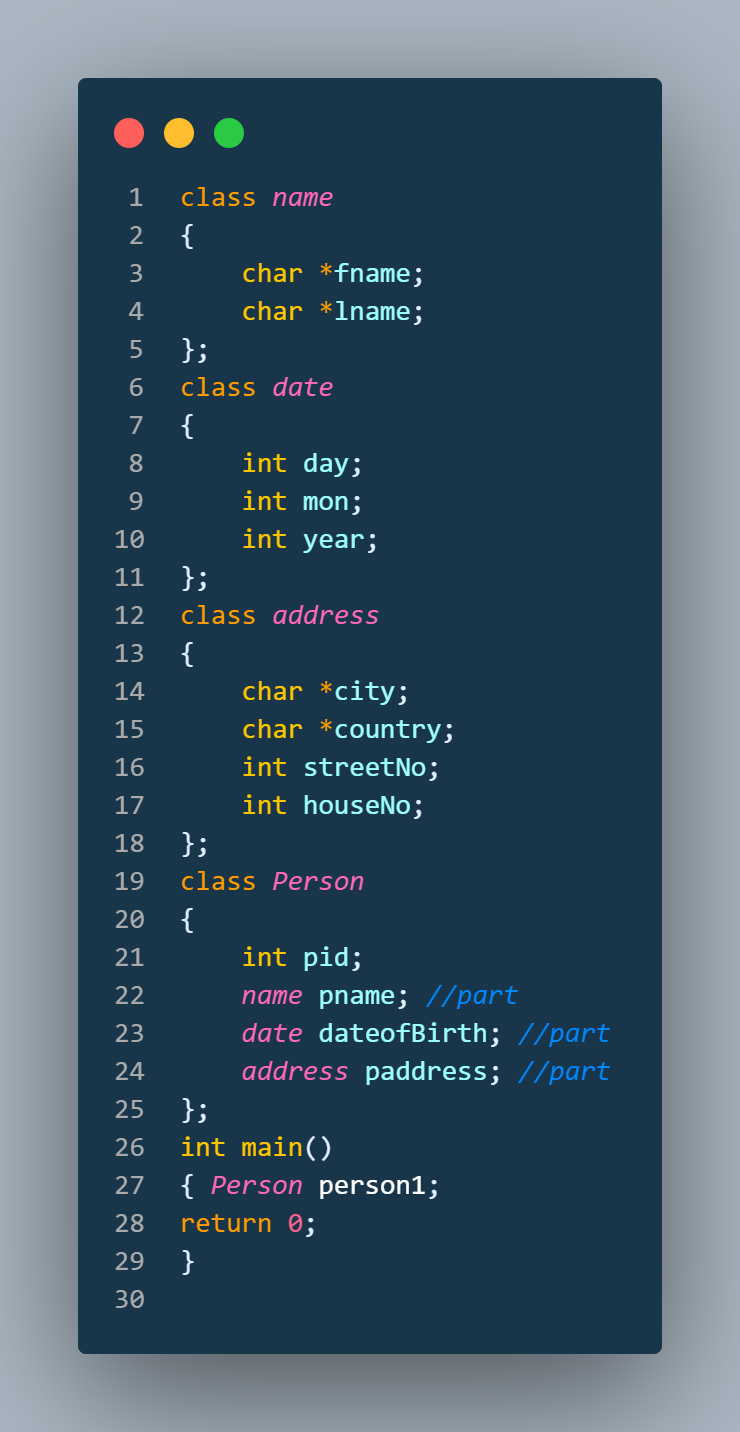 1 class name
2 {
3     char *fname;
4     char *lname;
5 };
6 class date
7 {
8     int day;
9     int mon;
10     int year;
11 };
12 class address
13 {
14     char *city;
15     char *country;
16     int streetNo;
17     int houseNo;
18 };
19 class Person
20 {
21     int pid;
22     name pname; //part
23     date dateofBirth; //part
24     address paddress; //part
25 };
26 int main()
27 { Person person1;
28 return 0;
29 }
30